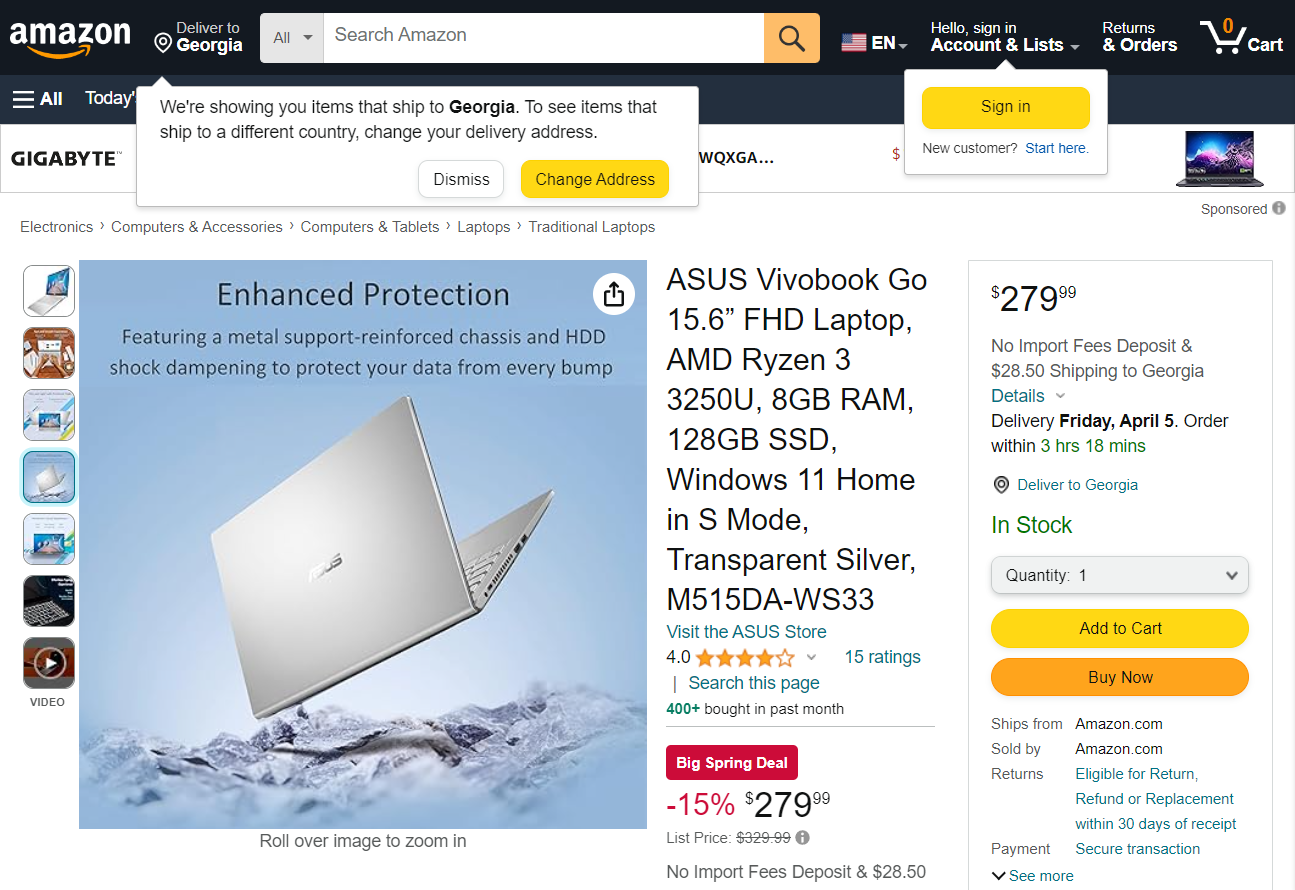 amazon
Deliver to
Georgia
All
Search Amazon
EN
Hello, sign in
Account & Lists
Returns
& Orders
0
Cart
All
Today'
We're showing you items that ship to Georgia. To see items that
ship to a different country, change your delivery address.
Dismiss
Change Address
Sign in
New customer? Start here.
GIGABYTE™
WQXGA...
$
Sponsored
Electronics › Computers & Accessories › Computers & Tablets › Laptops › Traditional Laptops
Enhanced Protection
Featuring a metal support-reinforced chassis and HDD
shock dampening to protect your data from every bump
ASUS
VIDEO
Roll over image to zoom in
ASUS Vivobook Go
15.6” FHD Laptop,
AMD Ryzen 3
3250U, 8GB RAM,
128GB SSD,
Windows 11 Home
in S Mode,
Transparent Silver,
M515DA-WS33
Visit the ASUS Store
4.0
15 ratings
| Search this page
400+ bought in past month
Big Spring Deal
-15% $279 99
List Price: $329.99
No Import Fees Deposit & $28.50
$279 99
No Import Fees Deposit &
$28.50 Shipping to Georgia
Details
Delivery Friday, April 5. Order
within 3 hrs 18 mins
Deliver to Georgia
In Stock
Quantity: 1
Add to Cart
Buy Now
Ships from Amazon.com
Sold by Amazon.com
Returns Eligible for Return,
Refund or Replacement
within 30 days of receipt
Payment Secure transaction
See more